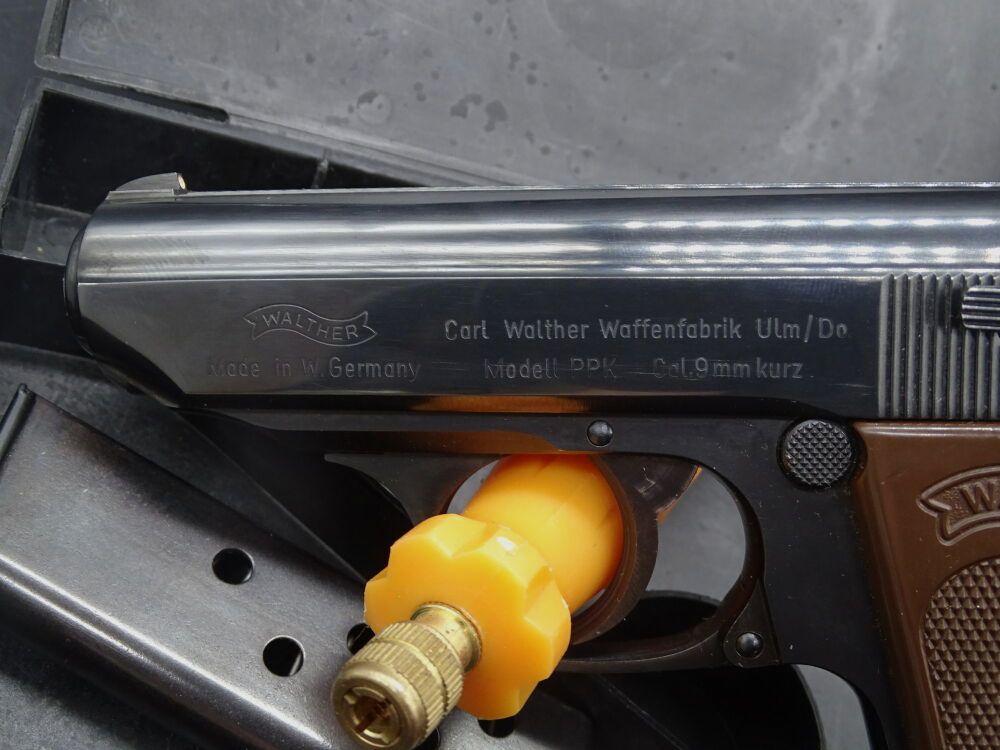 WALTHER
Carl Walther Waffenfabrik Ulm/Do
Made in W. Germany
Modell PPK Cal. 9mm kurz